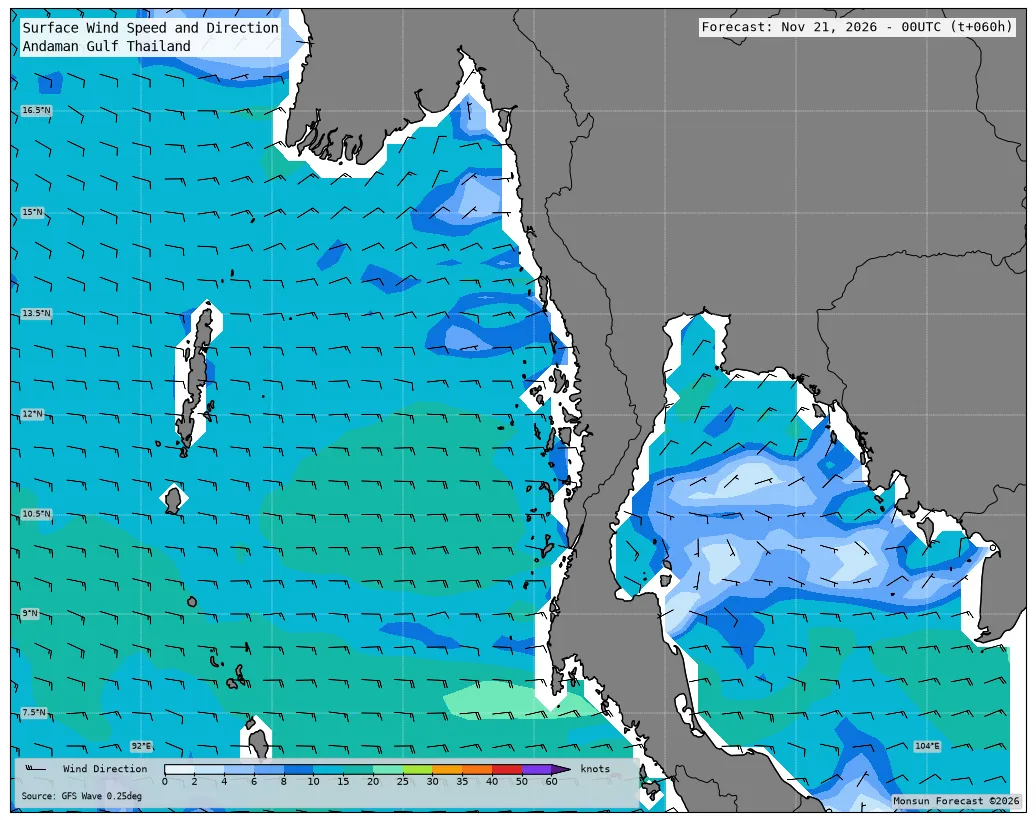 Surface Wind Speed and Direction
Andaman Gulf Thailand
Forecast: Nov 21, 2026 - 00UTC (t+060h)
16.5°N
15°N
13.5°N
12°N
10.5°N
9°N
7.5°N
92°E
104°E
Wind Direction
0 2 4 6 8 10 15 20 25 30 35 40 50 60
knots
Source: GFS Wave 0.25deg
Monsun Forecast ©2026